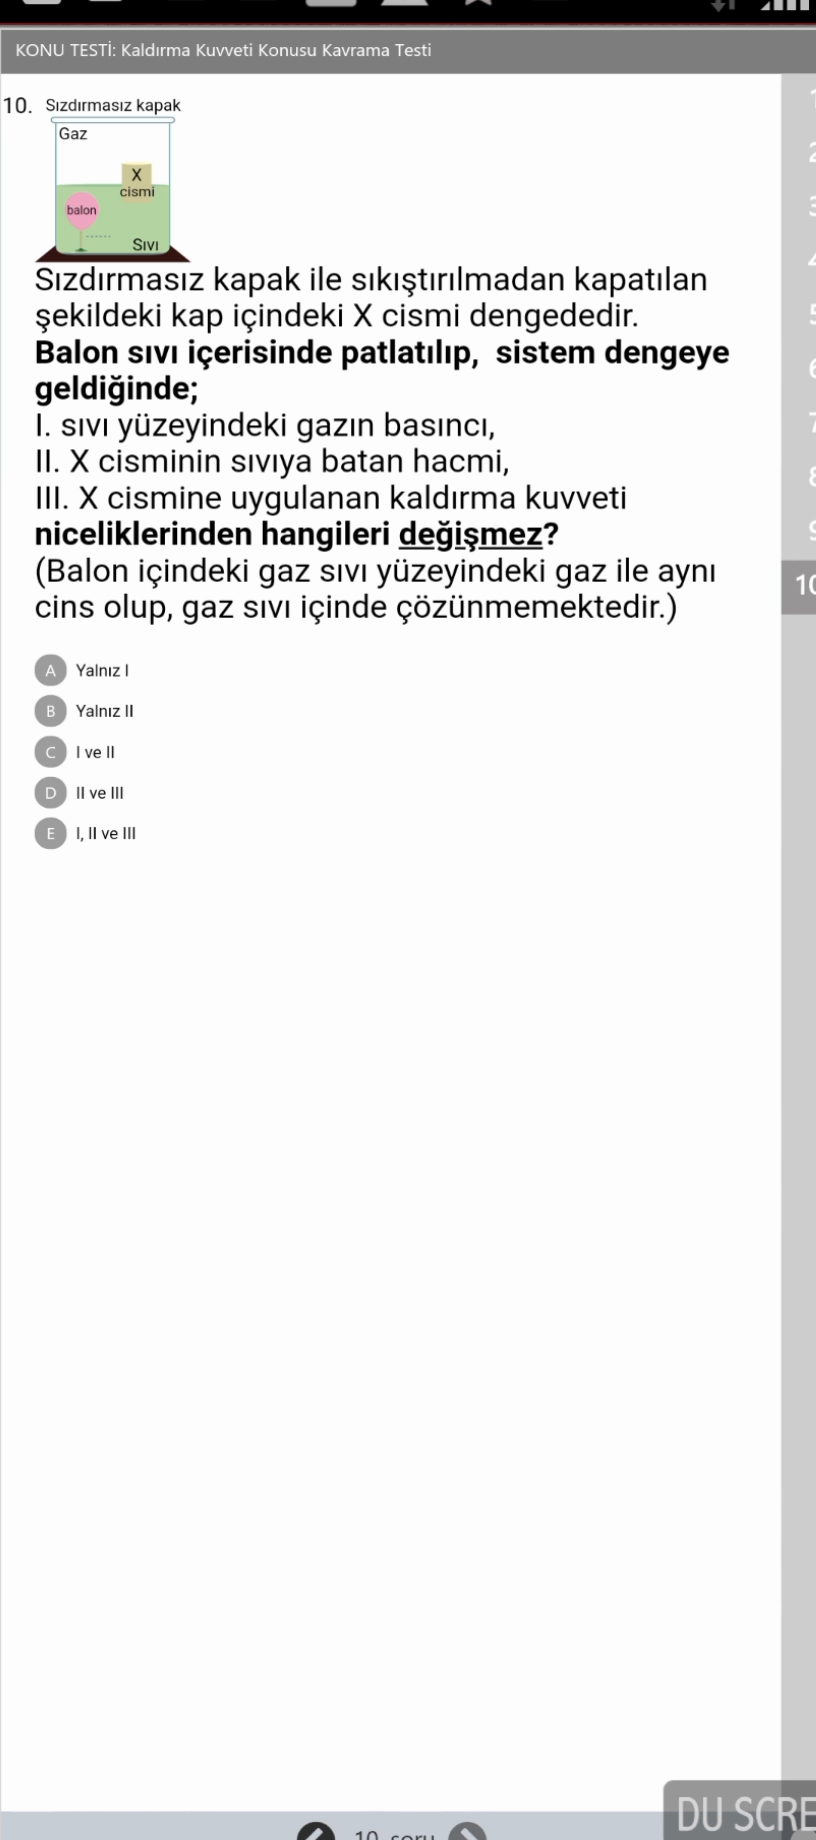 KONU TESTİ: Kaldırma Kuvveti Konusu Kavrama Testi
10. Sızdırmasız kapak
Gaz
X
cismi
balon
Sıvı
Sızdırmasız kapak ile sıkıştırılmadan kapatılan
şekildeki kap içindeki X cismi dengededir.
Balon sıvı içerisinde patlatılıp, sistem dengeye
geldiğinde;
I. sıvı yüzeyindeki gazın basıncı,
II. X cisminin sıvıya batan hacmi,
III. X cismine uygulanan kaldırma kuvveti
niceliklerinden hangileri değişmez?
(Balon içindeki gaz sıvı yüzeyindeki gaz ile aynı
cins olup, gaz sıvı içinde çözünmemektedir.)
A Yalnız I
B Yalnız II
C I ve II
D II ve III
E I, II ve III
10
10. soru
DU SCRE